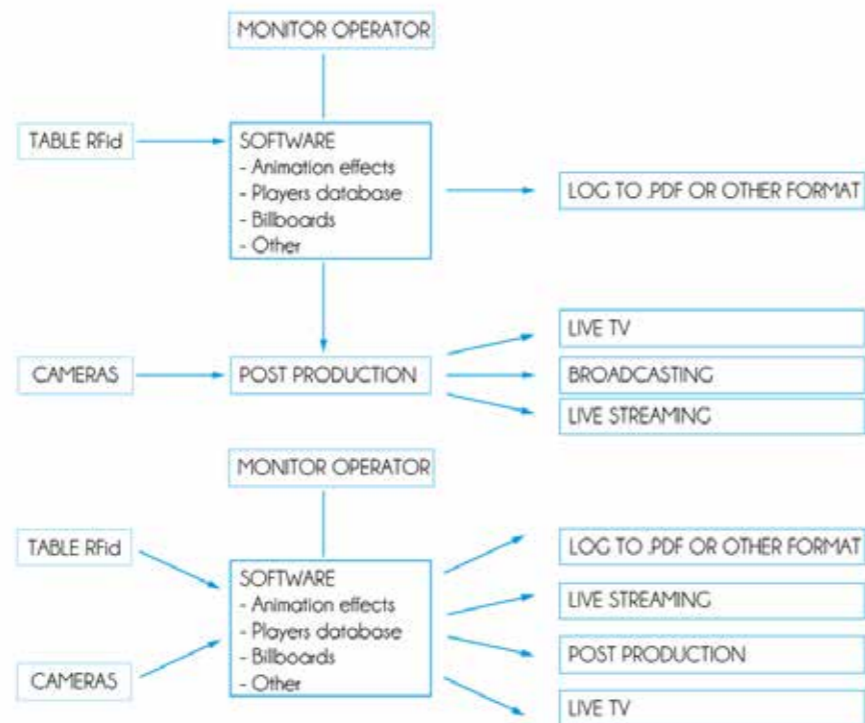 MONITOR OPERATOR
TABLE RFid
SOFTWARE
- Animation effects
- Players database
- Billboards
- Other
LOG TO .PDF OR OTHER FORMAT
LIVE TV
CAMERAS
POST PRODUCTION
BROADCASTING
LIVE STREAMING
MONITOR OPERATOR
TABLE RFid
SOFTWARE
- Animation effects
- Players database
- Billboards
- Other
CAMERAS
LOG TO .PDF OR OTHER FORMAT
LIVE STREAMING
POST PRODUCTION
LIVE TV